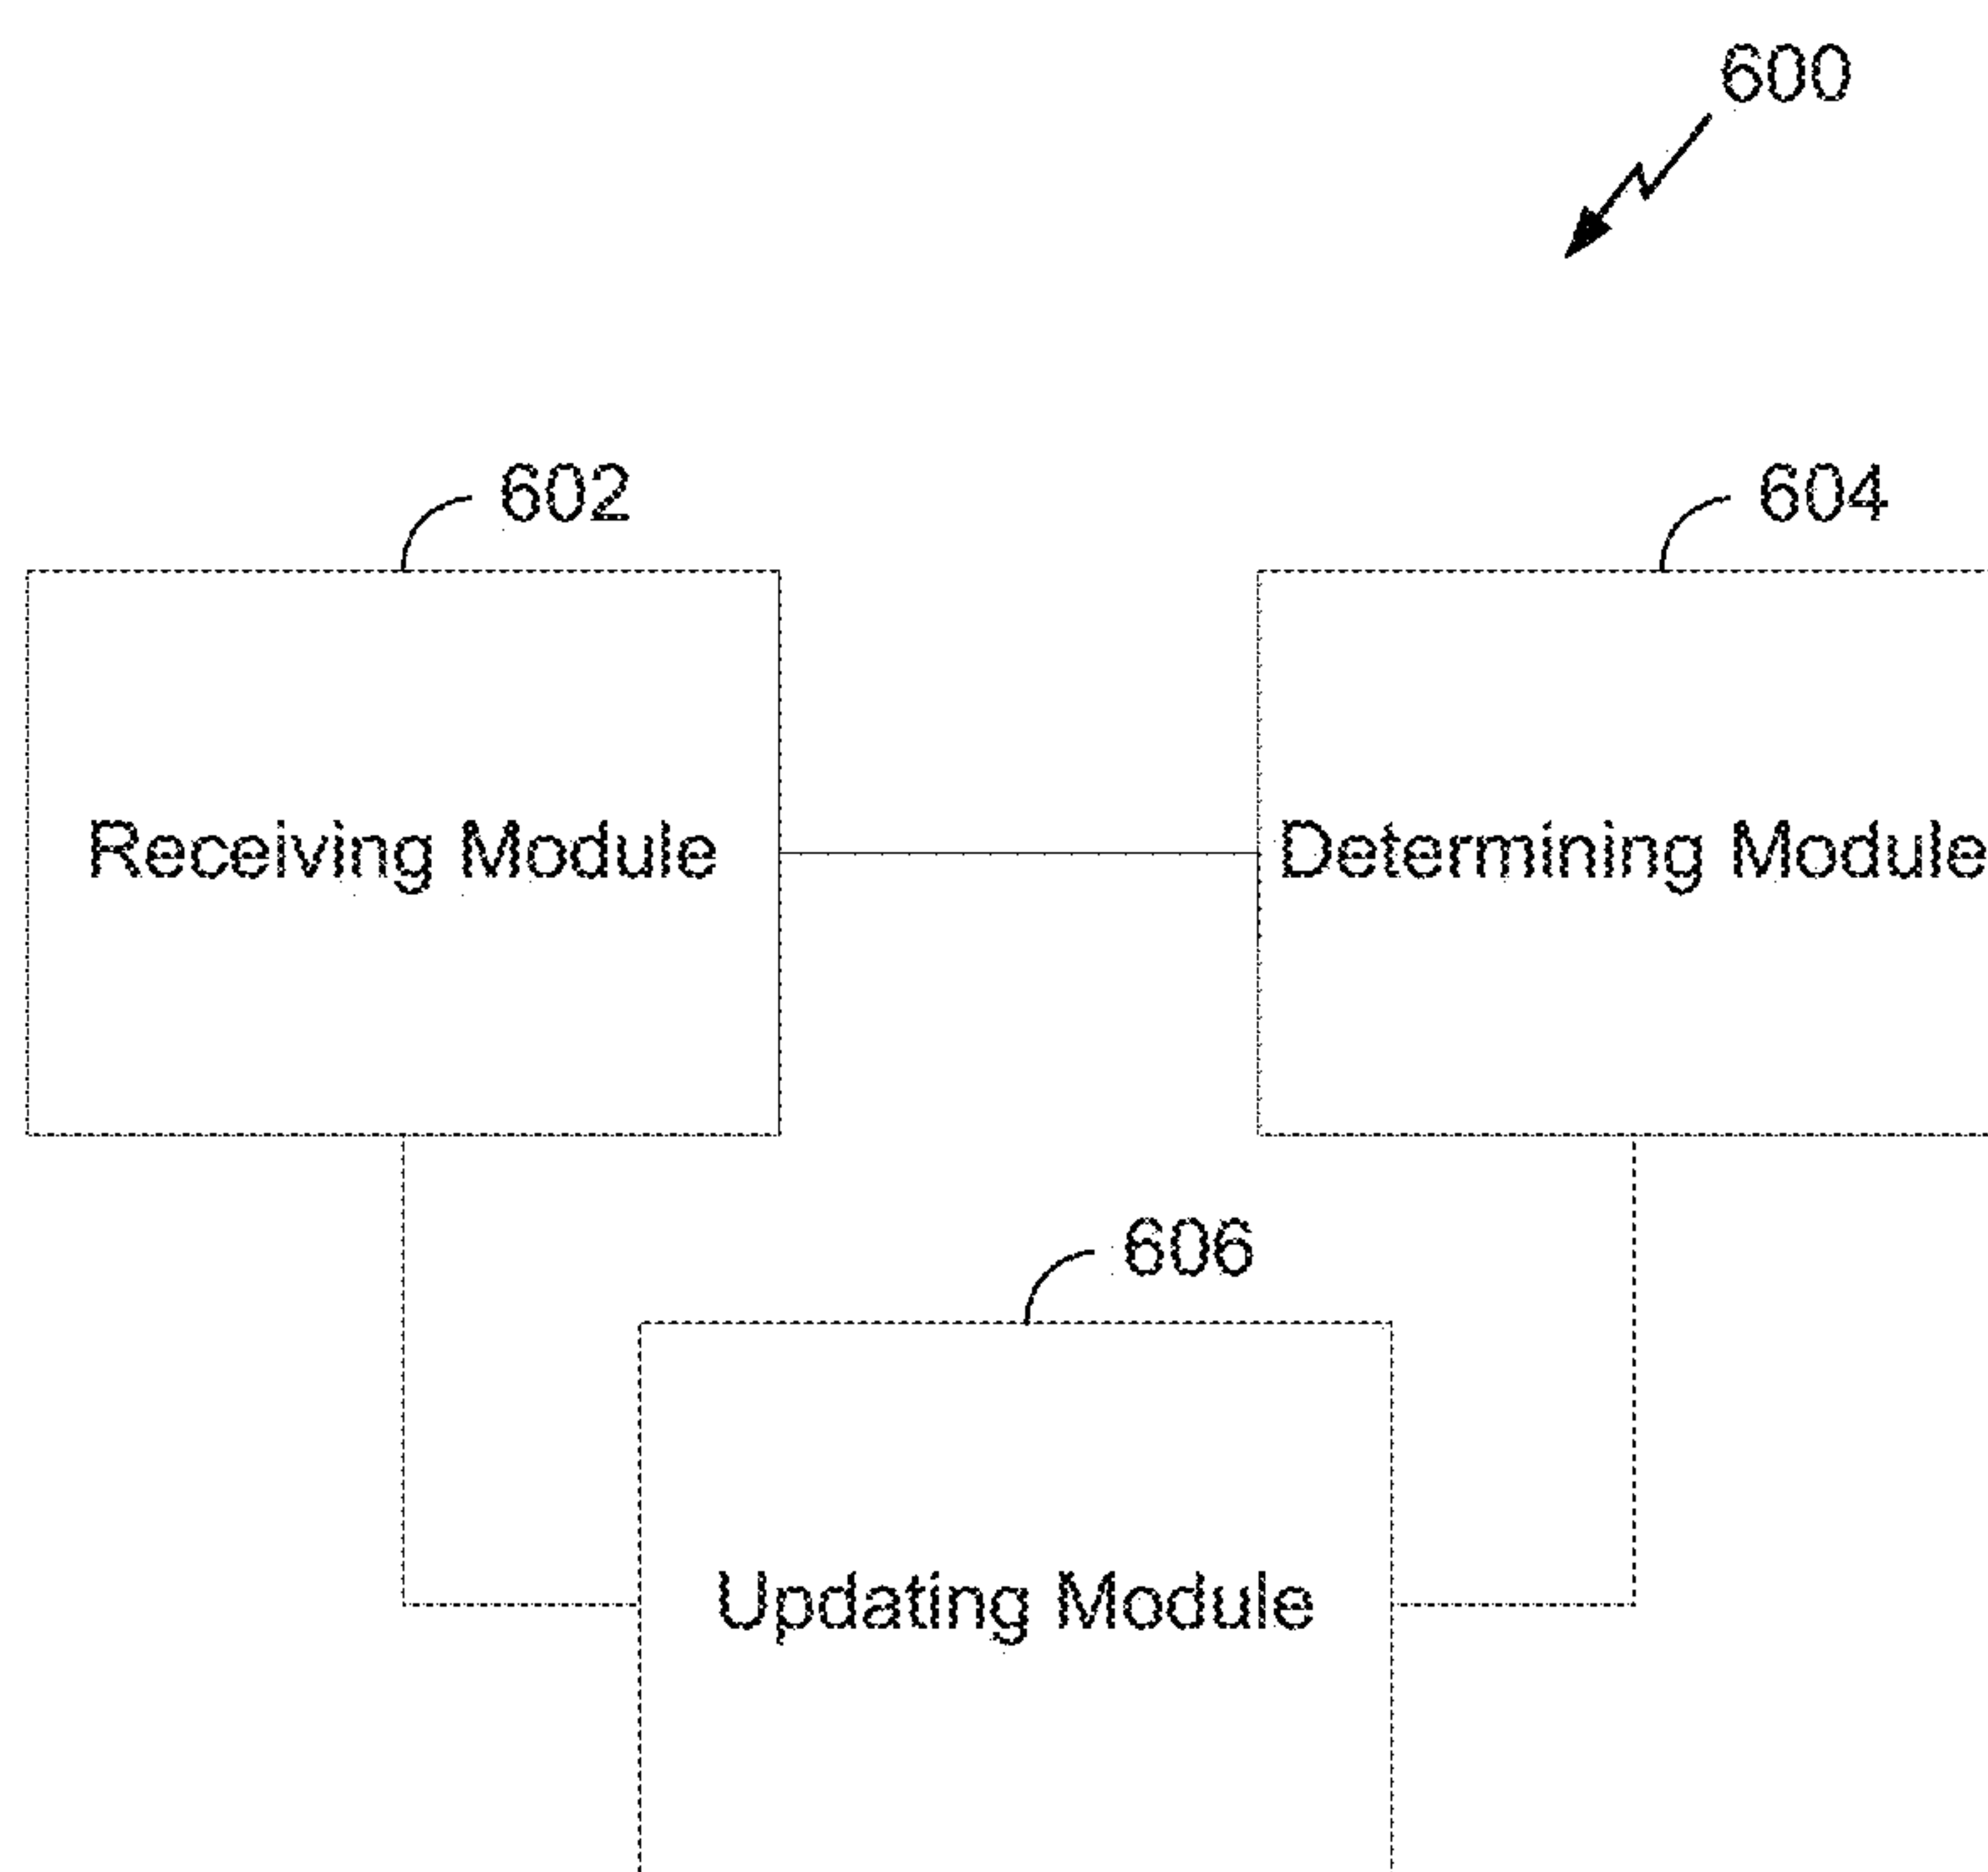 600
602
604
Receiving Module
Determining Module
606
Updating Module